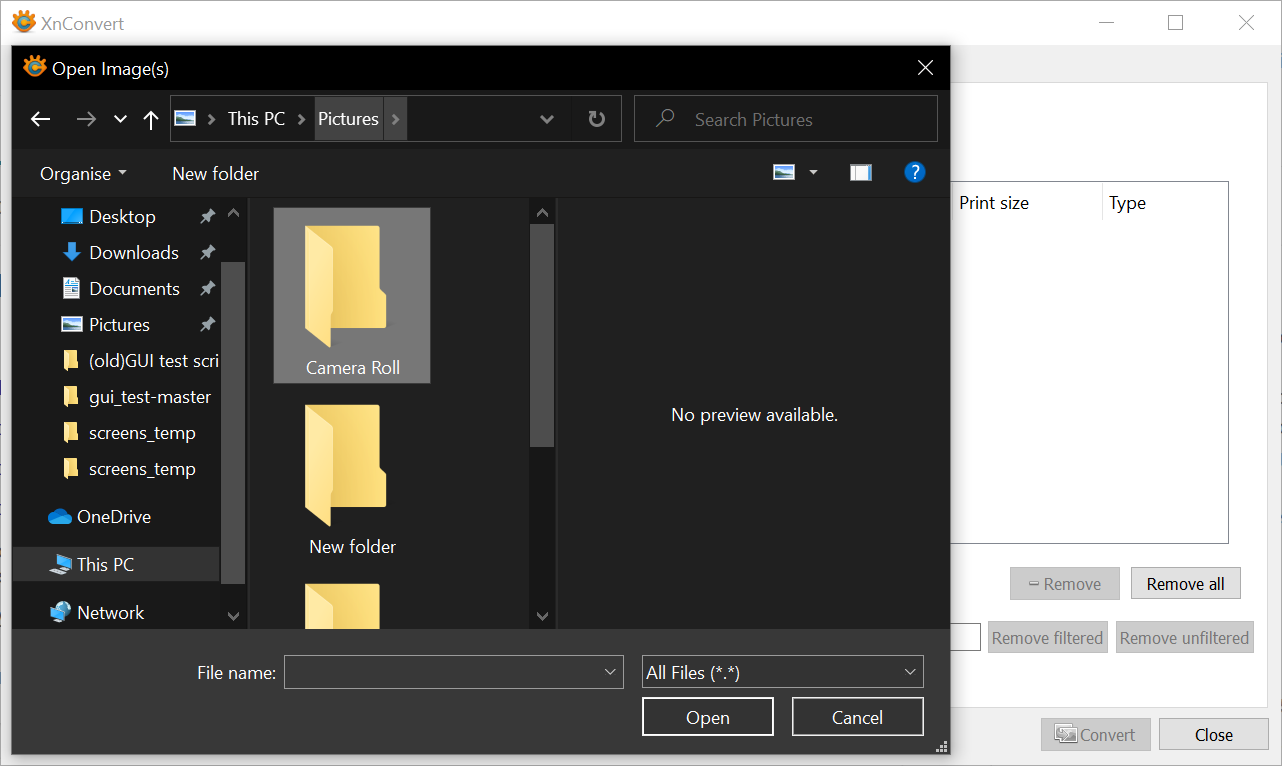 XnConvert
Open Image(s)
This PC
Pictures
Search Pictures
Organise
New folder
?
Desktop
Downloads
Documents
Pictures
(old)GUI test scri
gui_test-master
screens_temp
screens_temp
OneDrive
This PC
Network
Camera Roll
New folder
No preview available.
File name:
All Files (*.*)
Open
Cancel
Print size
Type
Remove
Remove all
Remove filtered
Remove unfiltered
Convert
Close